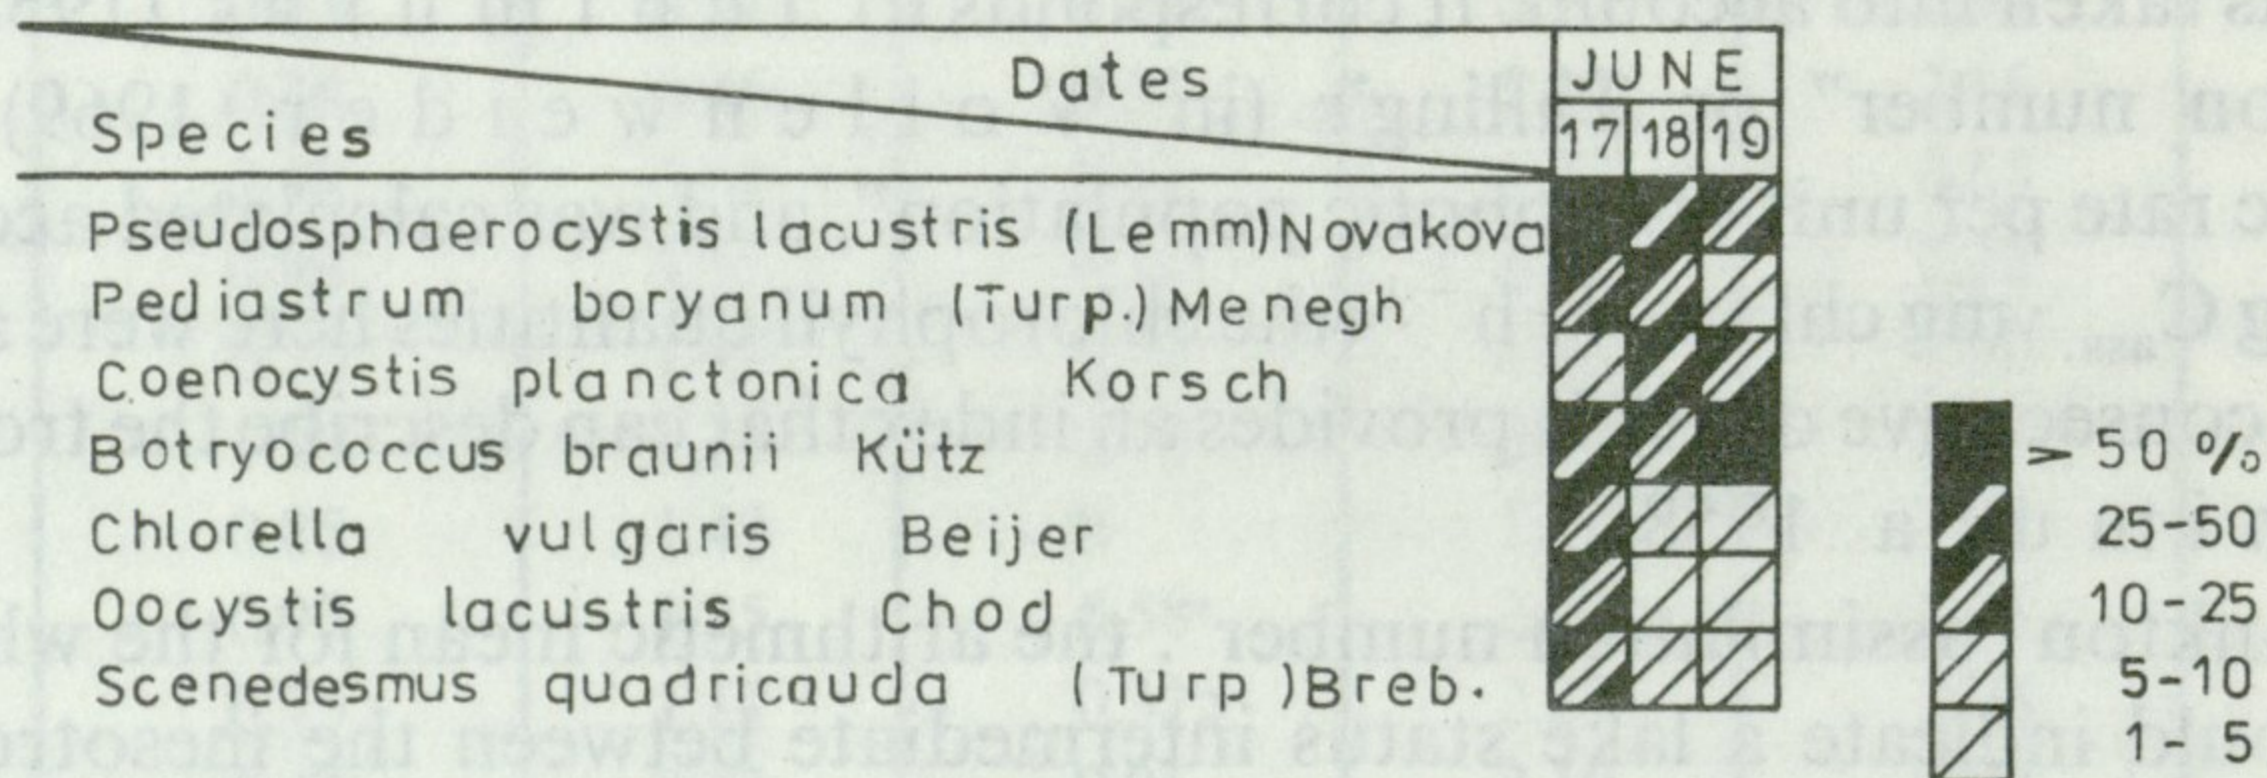 Dates
JUNE
Species
17 18 19
Pseudosphaerocystis lacustris (Lemm) Novakova
Pediastrum boryanum (Turp.) Menegh
Coenocystis planctonica Korsch
Botryococcus braunii Kütz
Chlorella vulgaris Beijer
Oocystis lacustris Chod
Scenedesmus quadricauda (Turp) Breb.
> 50 %
25-50
10-25
5-10
1-5